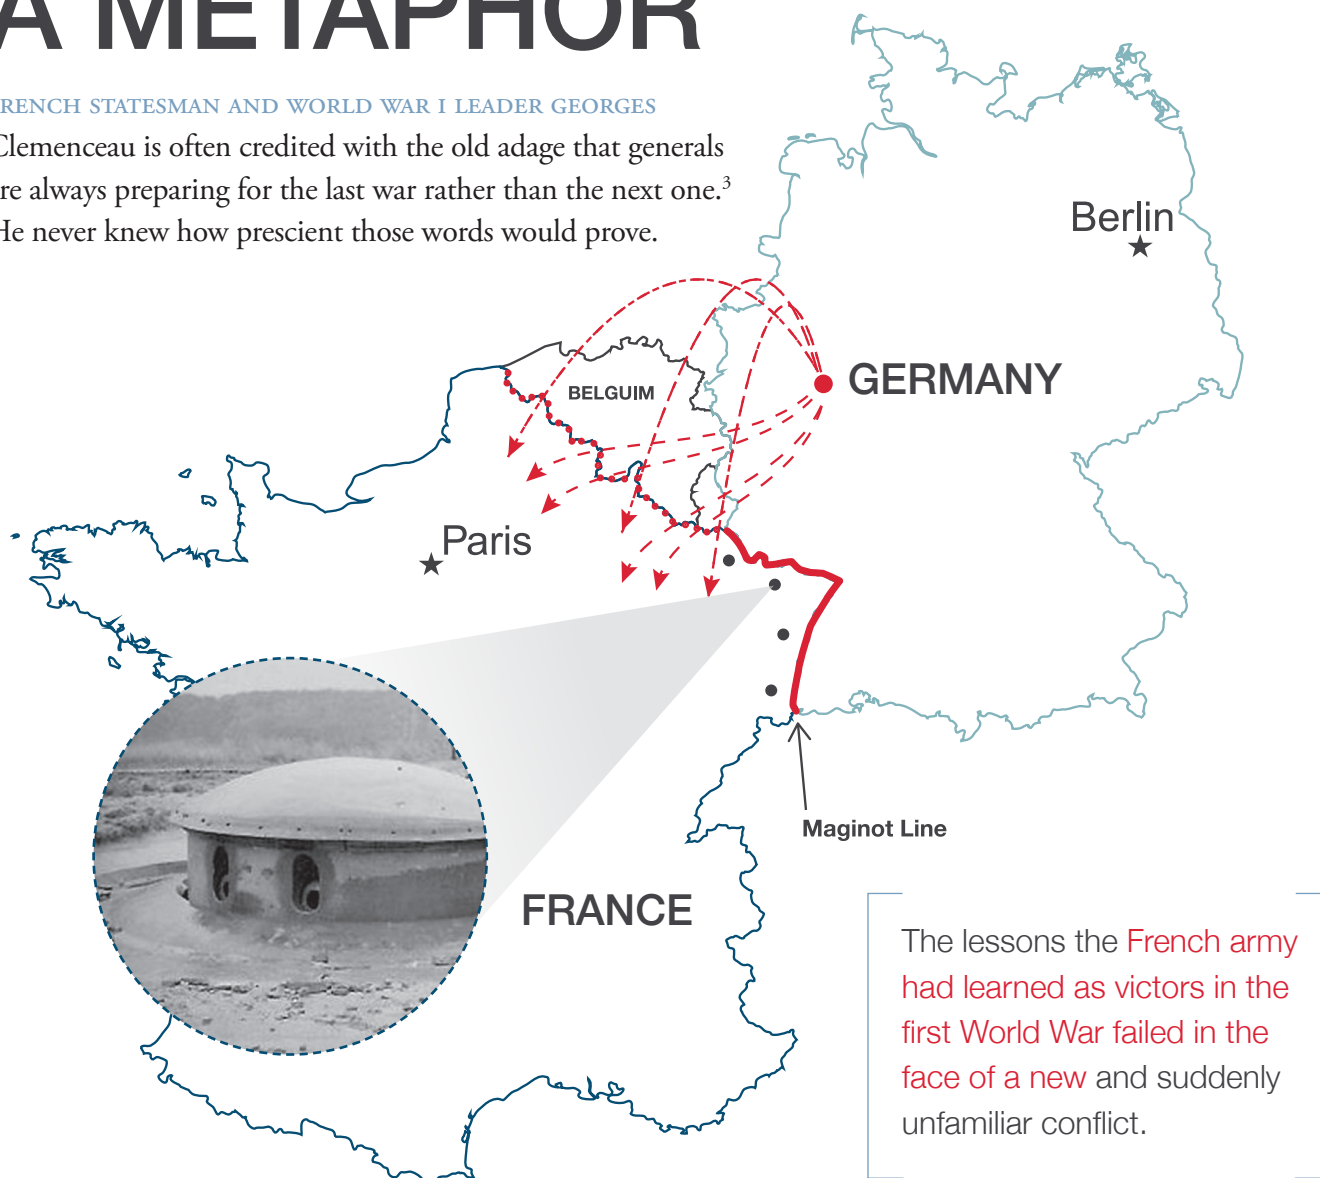 A METAPHOR
RENCH STATESMAN AND WORLD WAR I LEADER GEORGES
Clemenceau is often credited with the old adage that generals
re always preparing for the last war rather than the next one.3
He never knew how prescient those words would prove.
Berlin
GERMANY
BELGUIM
Paris
Maginot Line
FRANCE
The lessons the French army
had learned as victors in the
first World War failed in the
face of a new and suddenly
unfamiliar conflict.